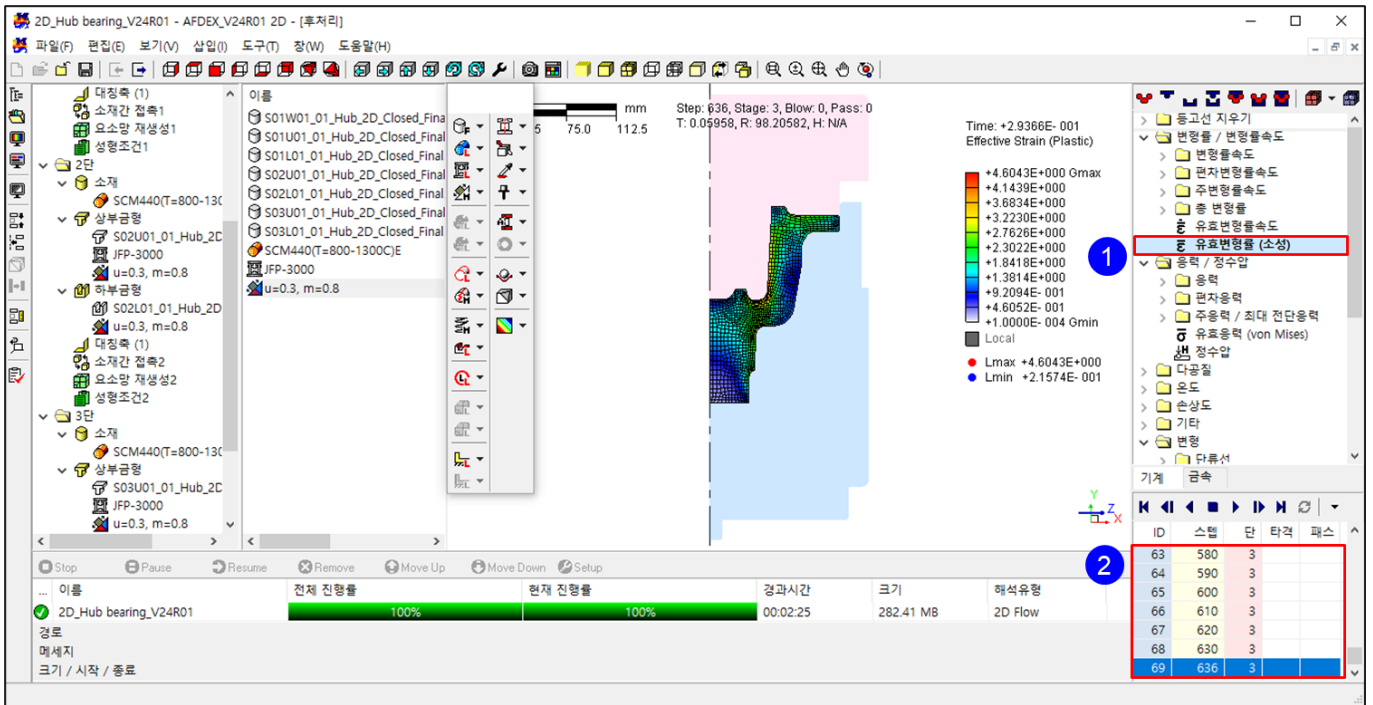 2D_Hub bearing_V24R01 - AFDEX_V24R01 2D - [후처리]
파일(F) 편집(E) 보기(V) 삽입(I) 도구(T) 창(W) 도움말(H)
대칭축 (1)
소재간 접촉1
요소망 재생성1
성형조건1
2단
소재
SCM440(T=800-130
상부금형
S02U01_01_Hub_2D
JFP-3000
u=0.3, m=0.8
하부금형
S02L01_01_Hub_2D
u=0.3, m=0.8
대칭축 (1)
소재간 접촉2
요소망 재생성2
성형조건2
3단
소재
SCM440(T=800-130
상부금형
S03U01_01_Hub_2D
JFP-3000
u=0.3, m=0.8
이름
S01W01_01_Hub_2D_Closed_Fina
S01U01_01_Hub_2D_Closed_Final
S01L01_01_Hub_2D_Closed_Final
S02U01_01_Hub_2D_Closed_Final
S02L01_01_Hub_2D_Closed_Final
S03U01_01_Hub_2D_Closed_Final
S03L01_01_Hub_2D_Closed_Final
SCM440(T=800-1300C)E
JFP-3000
u=0.3, m=0.8
mm
5 75.0 112.5
Step: 636, Stage: 3, Blow: 0, Pass: 0
T: 0.05958, R: 98.20582, H: N/A
Time: +2.9366E- 001
Effective Strain (Plastic)
+4.6043E+000 Gmax
+4.1439E+000
+3.6834E+000
+3.2230E+000
+2.7626E+000
+2.3022E+000
+1.8418E+000
+1.3814E+000
+9.2094E- 001
+4.6052E- 001
+1.0000E- 004 Gmin
Local
Lmax +4.6043E+000
Lmin +2.1574E- 001
Y
Z
X
1
등고선 지우기
변형률 / 변형률속도
변형률속도
편차변형률속도
주변형률속도
총 변형률
ε̇ 유효변형률속도
ε̄ 유효변형률 (소성)
응력 / 정수압
응력
편차응력
주응력 / 최대 전단응력
σ̄ 유효응력 (von Mises)
정수압
다공질
온도
손상도
기타
변형
단류선
기계 금속
2
ID 스텝 단 타격 패스
63 580 3
64 590 3
65 600 3
66 610 3
67 620 3
68 630 3
69 636 3
Stop Pause Resume Remove Move Up Move Down Setup
... 이름 전체 진행률 현재 진행률 경과시간 크기 해석유형
2D_Hub bearing_V24R01 100% 100% 00:02:25 282.41 MB 2D Flow
경로
메세지
크기 / 시작 / 종료